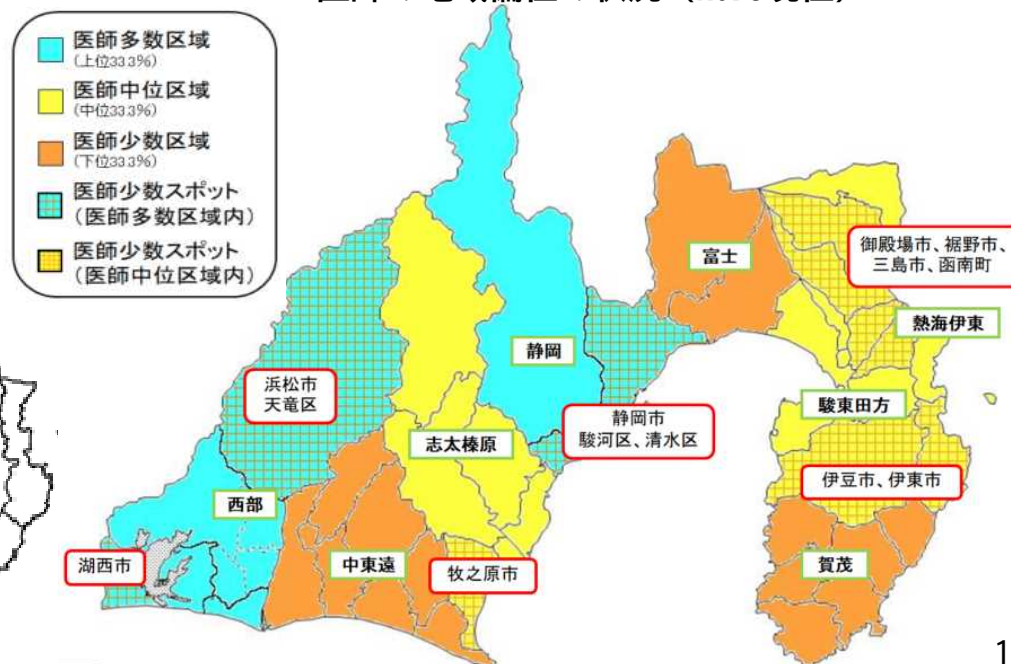 医師多数区域
(上位33.3%)
医師中位区域
(中位33.3%)
医師少数区域
(下位33.3%)
医師少数スポット
(医師多数区域内)
医師少数スポット
(医師中位区域内)
富士
御殿場市、裾野市、
三島市、函南町
熱海伊東
静岡
浜松市
天竜区
静岡市
駿河区、清水区
駿東田方
志太榛原
伊豆市、伊東市
西部
湖西市
中東遠
牧之原市
賀茂
1